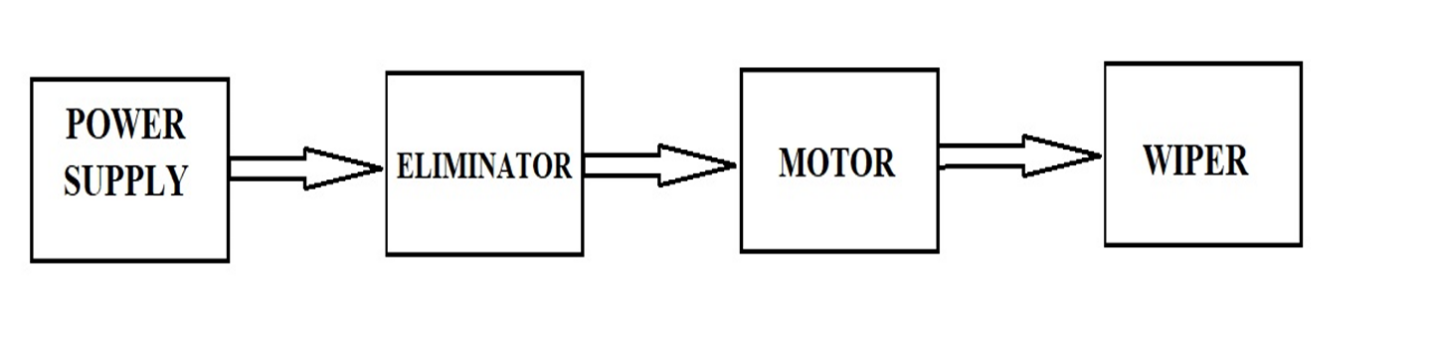 POWER
SUPPLY
ELIMINATOR
MOTOR
WIPER